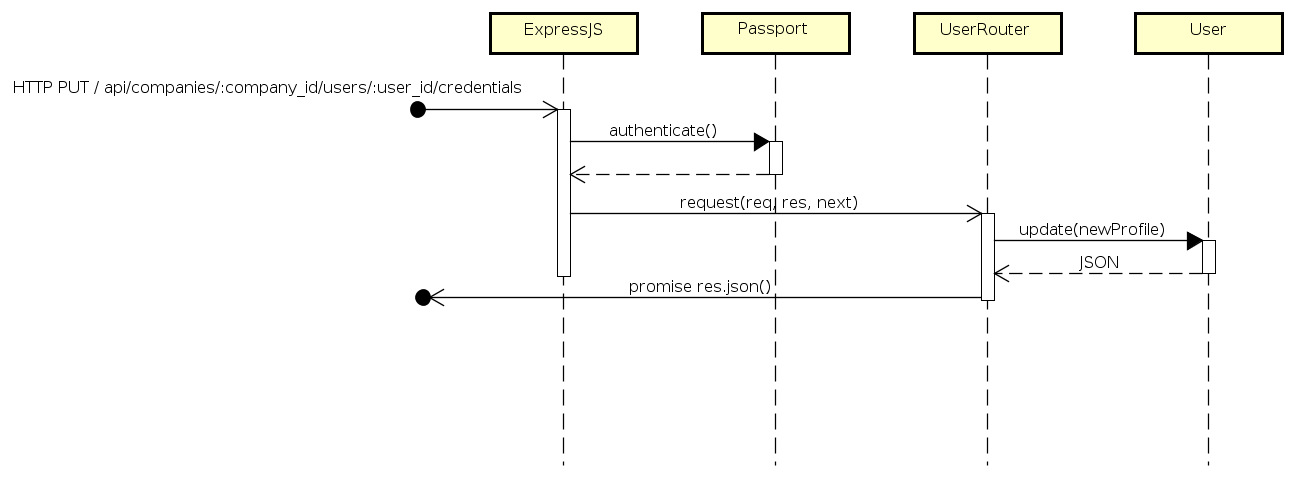 ExpressJS
Passport
UserRouter
User
HTTP PUT / api/companies/:company_id/users/:user_id/credentials
authenticate()
request(req, res, next)
update(newProfile)
JSON
promise res.json()